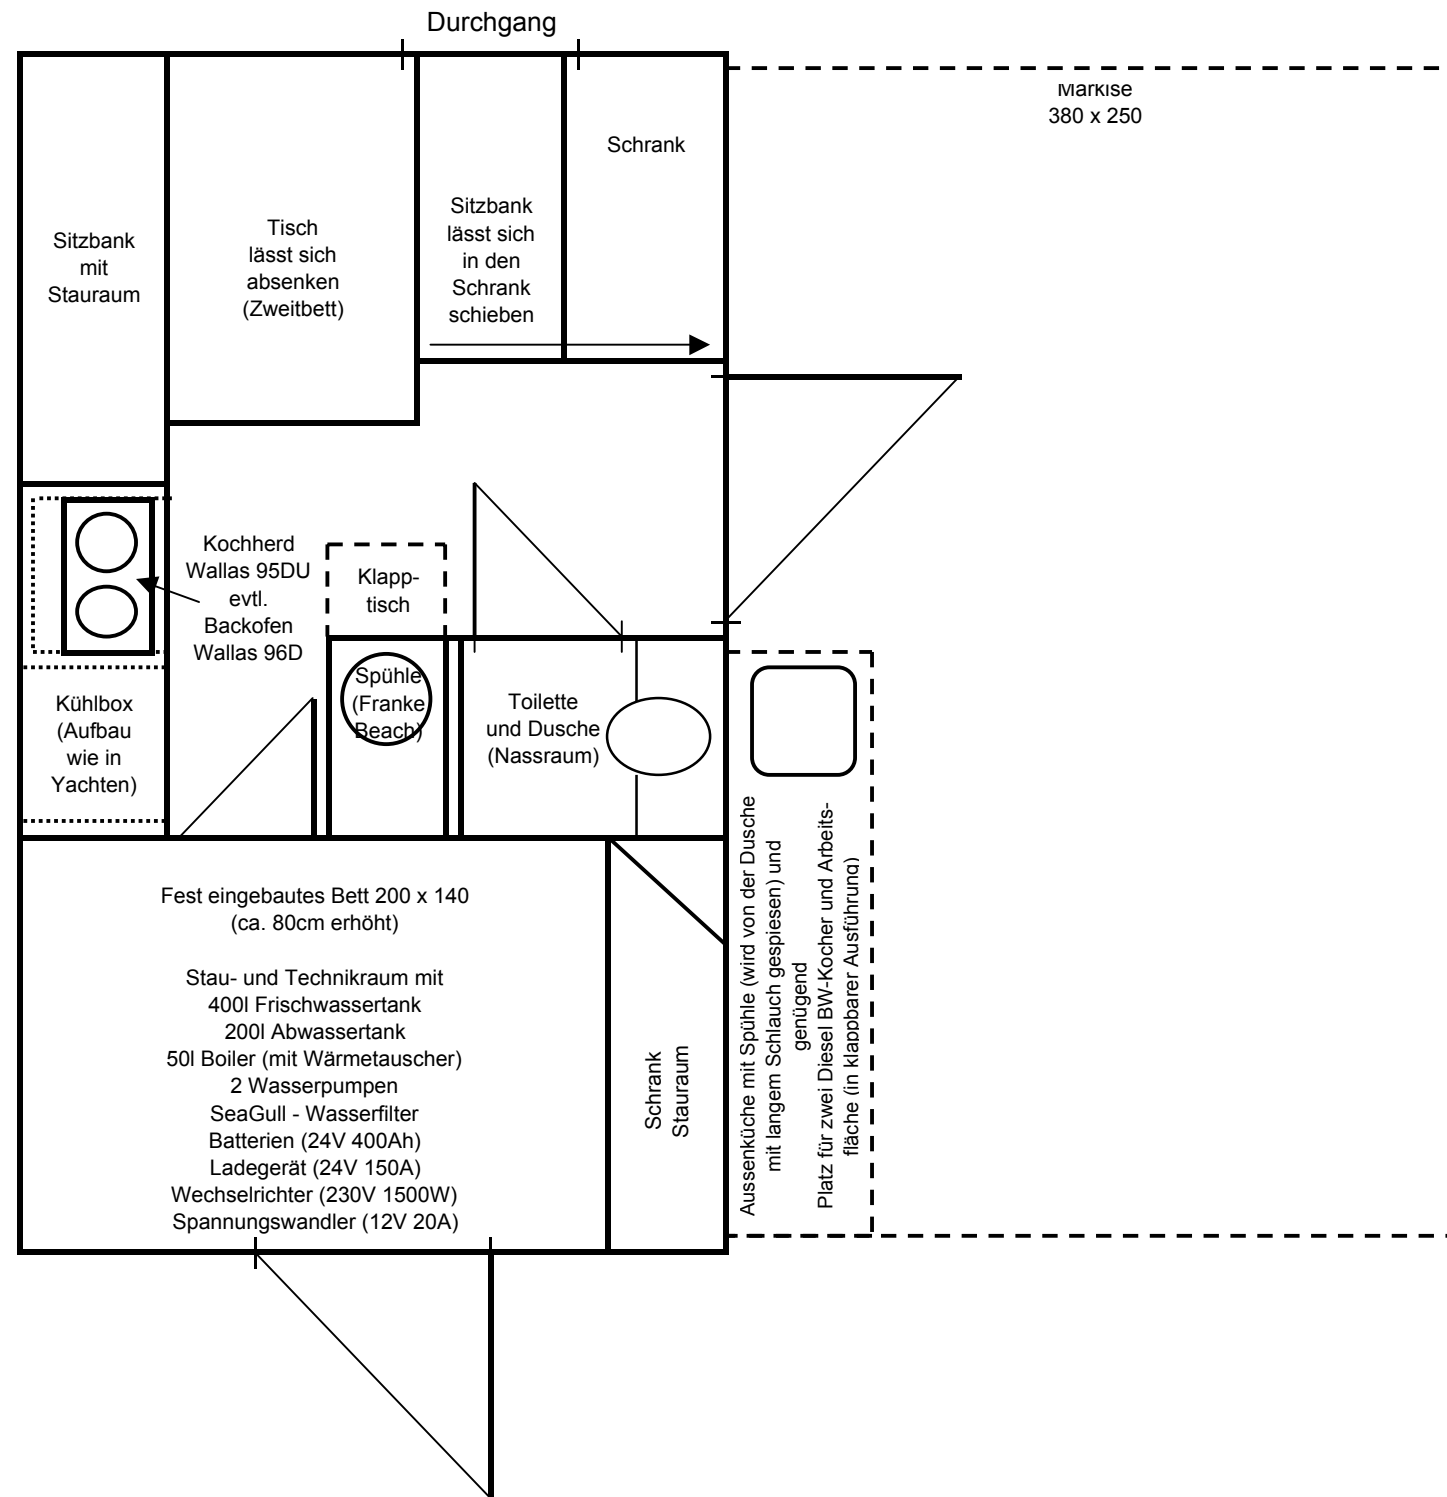 Durchgang
Markise
380 x 250
Schrank
Sitzbank
mit
Stauraum
Tisch
lässt sich
absenken
(Zweitbett)
Sitzbank
lässt sich
in den
Schrank
schieben
Kochherd
Wallas 95DU
evtl.
Backofen
Wallas 96D
Klapp-
tisch
Kühlbox
(Aufbau
wie in
Yachten)
Spühle
(Franke
Beach)
Toilette
und Dusche
(Nassraum)
Fest eingebautes Bett 200 x 140
(ca. 80cm erhöht)
Stau- und Technikraum mit
400l Frischwassertank
200l Abwassertank
50l Boiler (mit Wärmetauscher)
2 Wasserpumpen
SeaGull - Wasserfilter
Batterien (24V 400Ah)
Ladegerät (24V 150A)
Wechselrichter (230V 1500W)
Spannungswandler (12V 20A)
Schrank
Stauraum
Aussenküche mit Spühle (wird von der Dusche
mit langem Schlauch gespiesen) und
genügend
Platz für zwei Diesel BW-Kocher und Arbeits-
fläche (in klappbarer Ausführung)